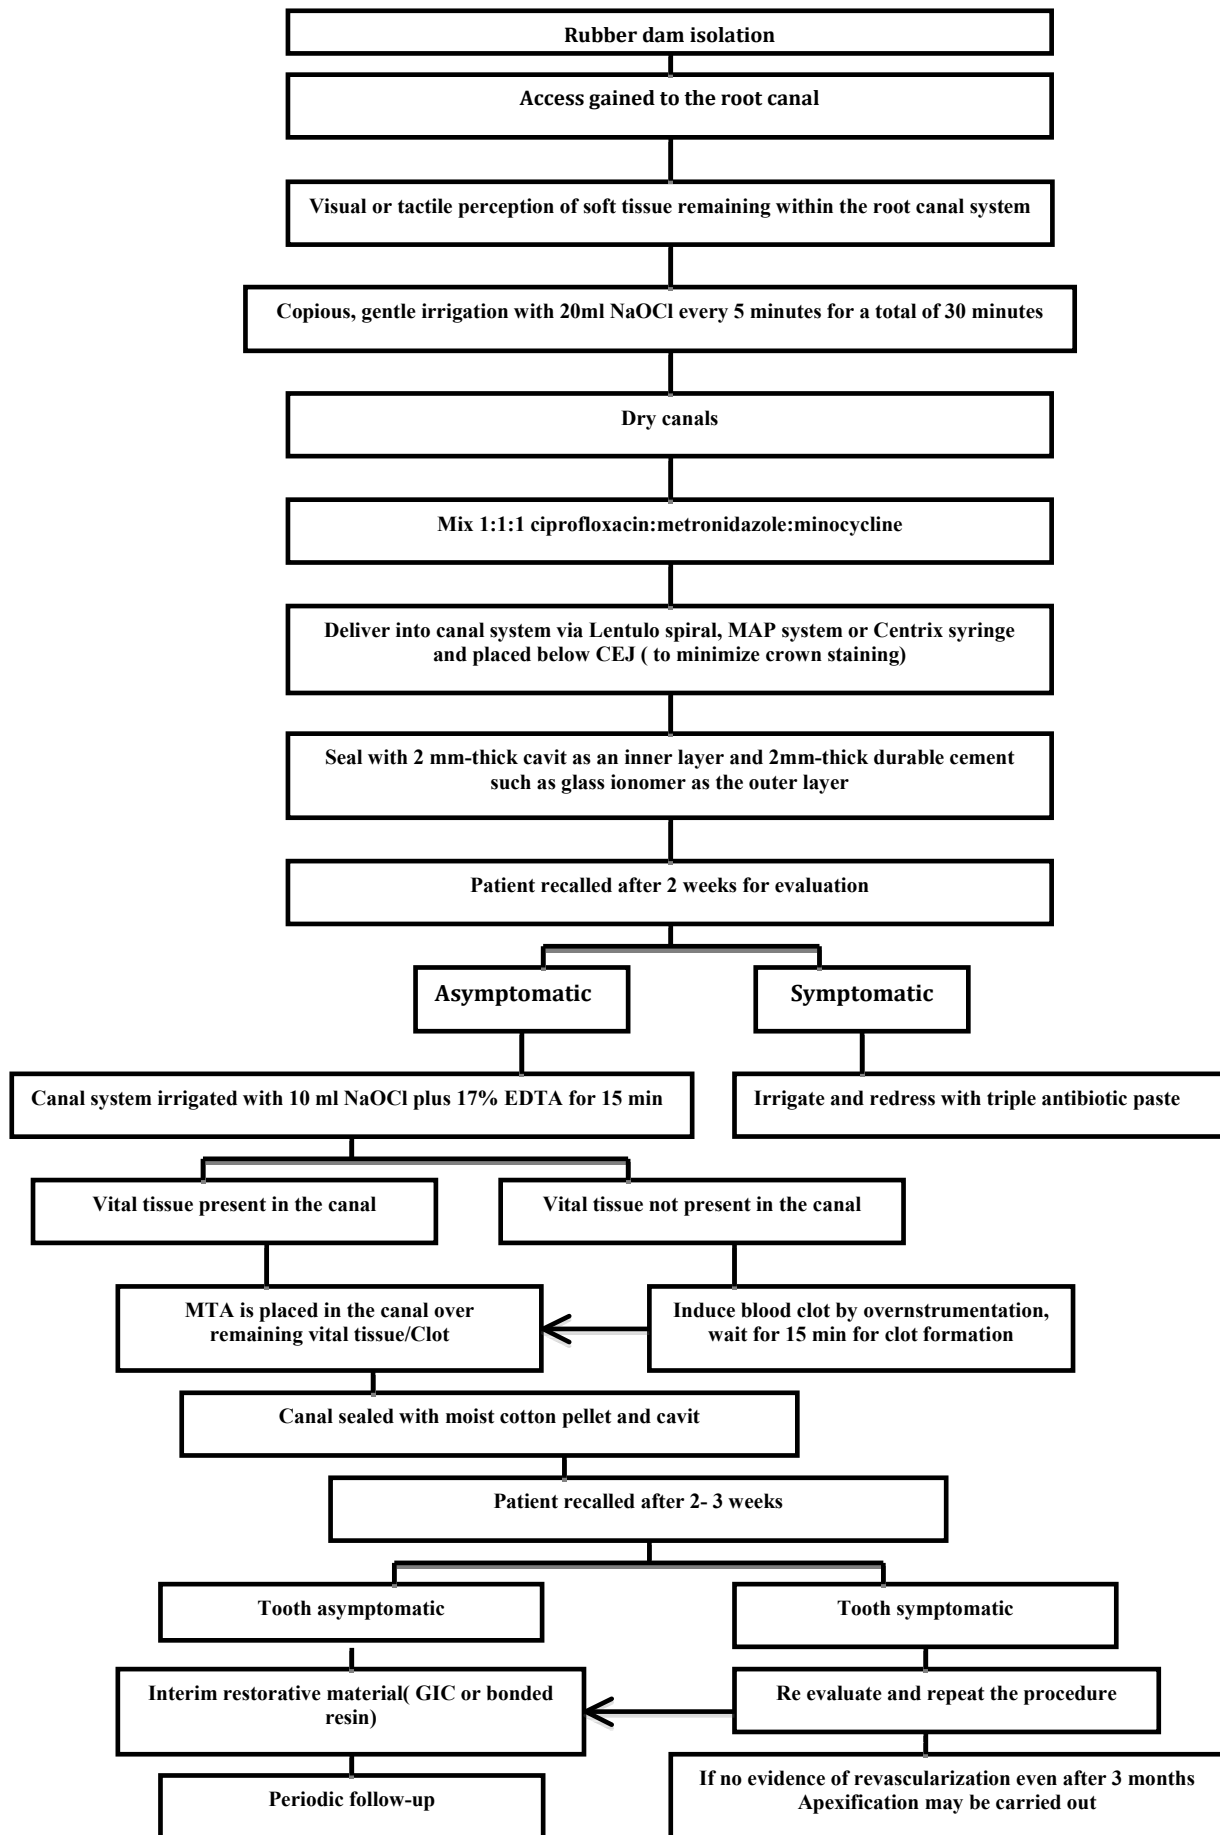 Rubber dam isolation
Access gained to the root canal
Visual or tactile perception of soft tissue remaining within the root canal system
Copious, gentle irrigation with 20ml NaOCl every 5 minutes for a total of 30 minutes
Dry canals
Mix 1:1:1 ciprofloxacin:metronidazole:minocycline
Deliver into canal system via Lentulo spiral, MAP system or Centrix syringe
and placed below CEJ ( to minimize crown staining)
Seal with 2 mm-thick cavit as an inner layer and 2mm-thick durable cement
such as glass ionomer as the outer layer
Patient recalled after 2 weeks for evaluation
Asymptomatic
Symptomatic
Canal system irrigated with 10 ml NaOCl plus 17% EDTA for 15 min
Irrigate and redress with triple antibiotic paste
Vital tissue present in the canal
Vital tissue not present in the canal
MTA is placed in the canal over
remaining vital tissue/Clot
Induce blood clot by overnstrumentation,
wait for 15 min for clot formation
Canal sealed with moist cotton pellet and cavit
Patient recalled after 2- 3 weeks
Tooth asymptomatic
Tooth symptomatic
Interim restorative material( GIC or bonded
resin)
Re evaluate and repeat the procedure
Periodic follow-up
If no evidence of revascularization even after 3 months
Apexification may be carried out